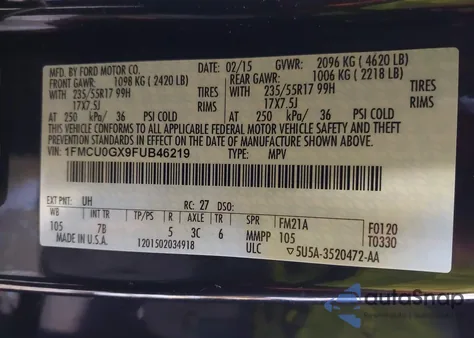 MFD. BY FORD MOTOR CO. 02/15 GVWR: 2096 KG (4620 LB)
FRONT GAWR: 1098 KG (2420 LB) REAR GAWR: 1006 KG (2218 LB)
WITH 235/55R17 99H TIRES WITH 235/55R17 99H TIRES
17X7.5J RIMS 17X7.5J RIMS
AT 250 kPa/ 36 PSI COLD AT 250 kPa/ 36 PSI COLD
THIS VEHICLE CONFORMS TO ALL APPLICABLE FEDERAL MOTOR VEHICLE SAFETY AND THEFT
PREVENTION STANDARDS IN EFFECT ON THE DATE OF MANUFACTURE SHOWN ABOVE.
VIN: 1FMCU0GX9FUB46219 TYPE: MPV
EXT PNT: UH RC: 27 DSO:
WB INT TR TP/PS R AXLE TR SPR FM21A F0120
105 7B 5 3C 6 MMPP 105 T0330
MADE IN U.S.A. 1201502034918 ULC ▽5U5A-3520472-AA
autoSnap